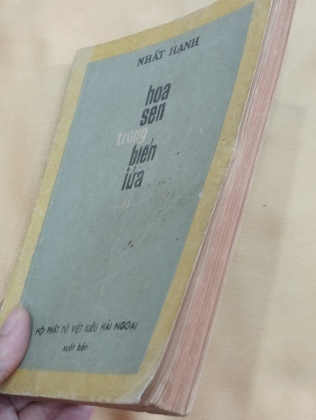 NHẤT HẠNH
hoa
sen
trong
biển
lửa
HỘI PHẬT TỬ VIỆT KIỀU HẢI NGOẠI
xuất bản